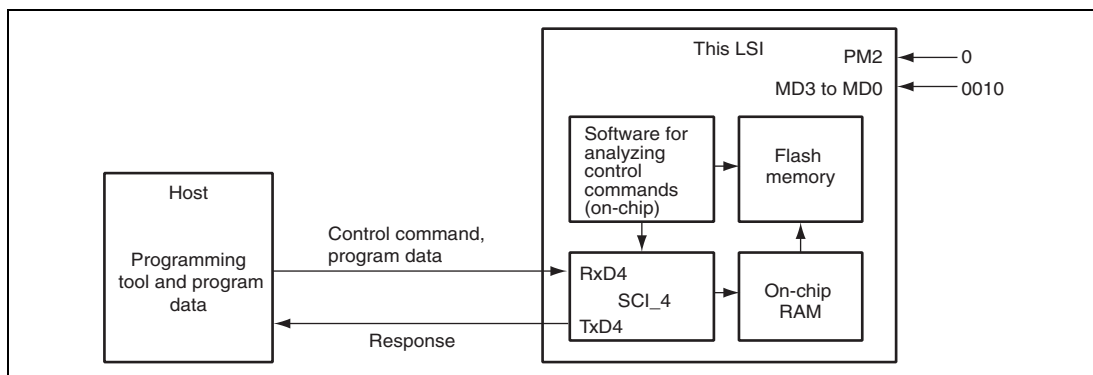 This LSI
PM2
0
MD3 to MD0
0010
Software for
analyzing
control
commands
(on-chip)
Flash
memory
Host
Programming
tool and program
data
Control command,
program data
Response
RxD4
SCI_4
TxD4
On-chip
RAM